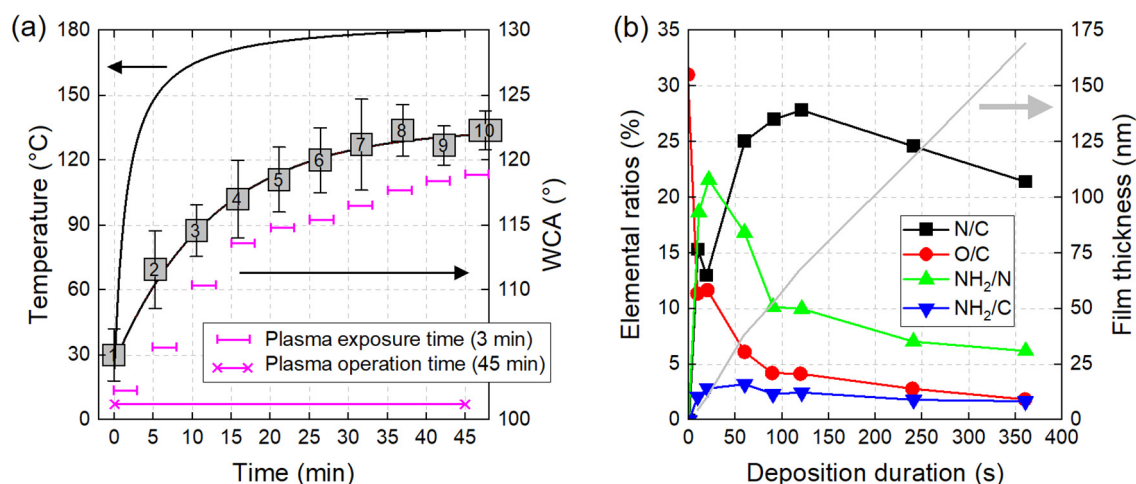 (a)
180
150
120
90
60
30
0
Temperature (°C)
1
2
3
4
5
6
7
8
9
10
Plasma exposure time (3 min)
Plasma operation time (45 min)
130
125
120
115
110
105
100
WCA (°)
0 5 10 15 20 25 30 35 40 45
Time (min)
(b)
35
30
25
20
15
10
5
0
Elemental ratios (%)
N/C
O/C
NH₂/N
NH₂/C
175
150
125
100
75
50
25
0
Film thickness (nm)
0 50 100 150 200 250 300 350 400
Deposition duration (s)